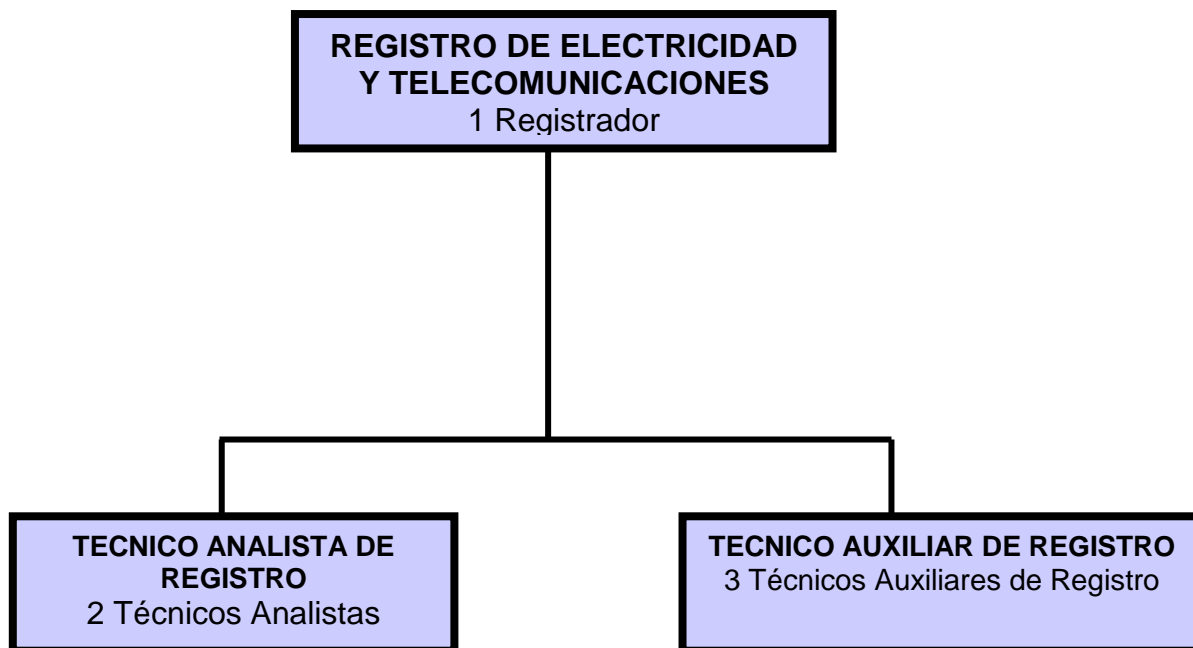 REGISTRO DE ELECTRICIDAD
Y TELECOMUNICACIONES
1 Registrador
TECNICO ANALISTA DE
REGISTRO
2 Técnicos Analistas
TECNICO AUXILIAR DE REGISTRO
3 Técnicos Auxiliares de Registro